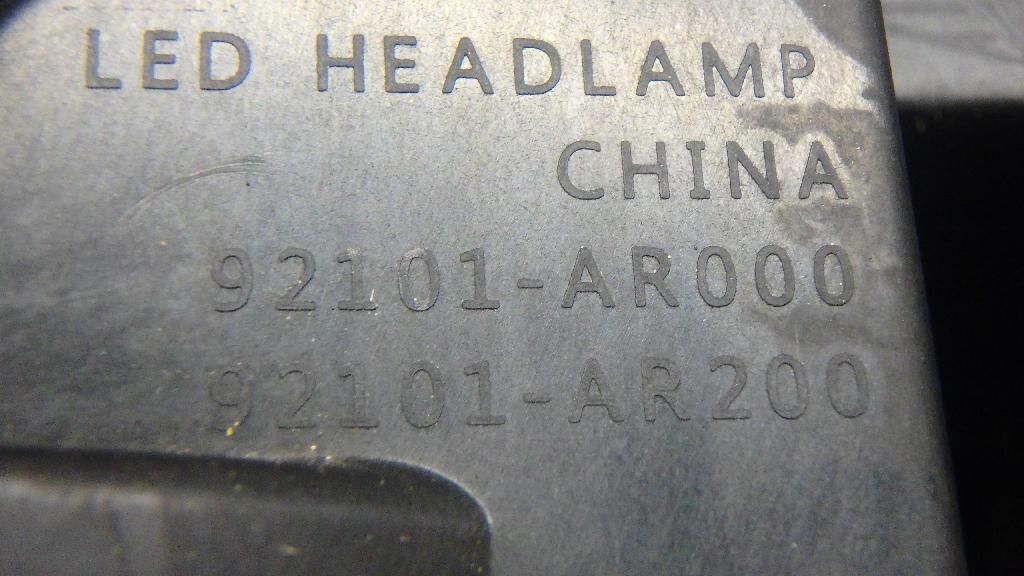 LED HEADLAMP
CHINA
92101-AR000
92101-AR200